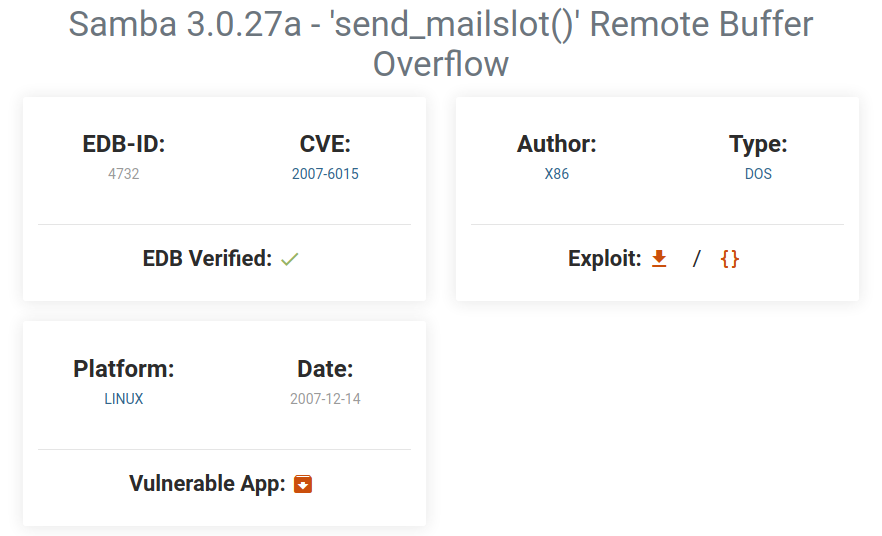 Samba 3.0.27a - 'send_mailslot()' Remote Buffer
Overflow
EDB-ID:
4732
CVE:
2007-6015
EDB Verified:
Author:
X86
Type:
DOS
Exploit: / {}
Platform:
LINUX
Date:
2007-12-14
Vulnerable App: